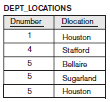 DEPT_LOCATIONS
Dnumber Dlocation
1 Houston
4 Stafford
5 Bellaire
5 Sugarland
5 Houston